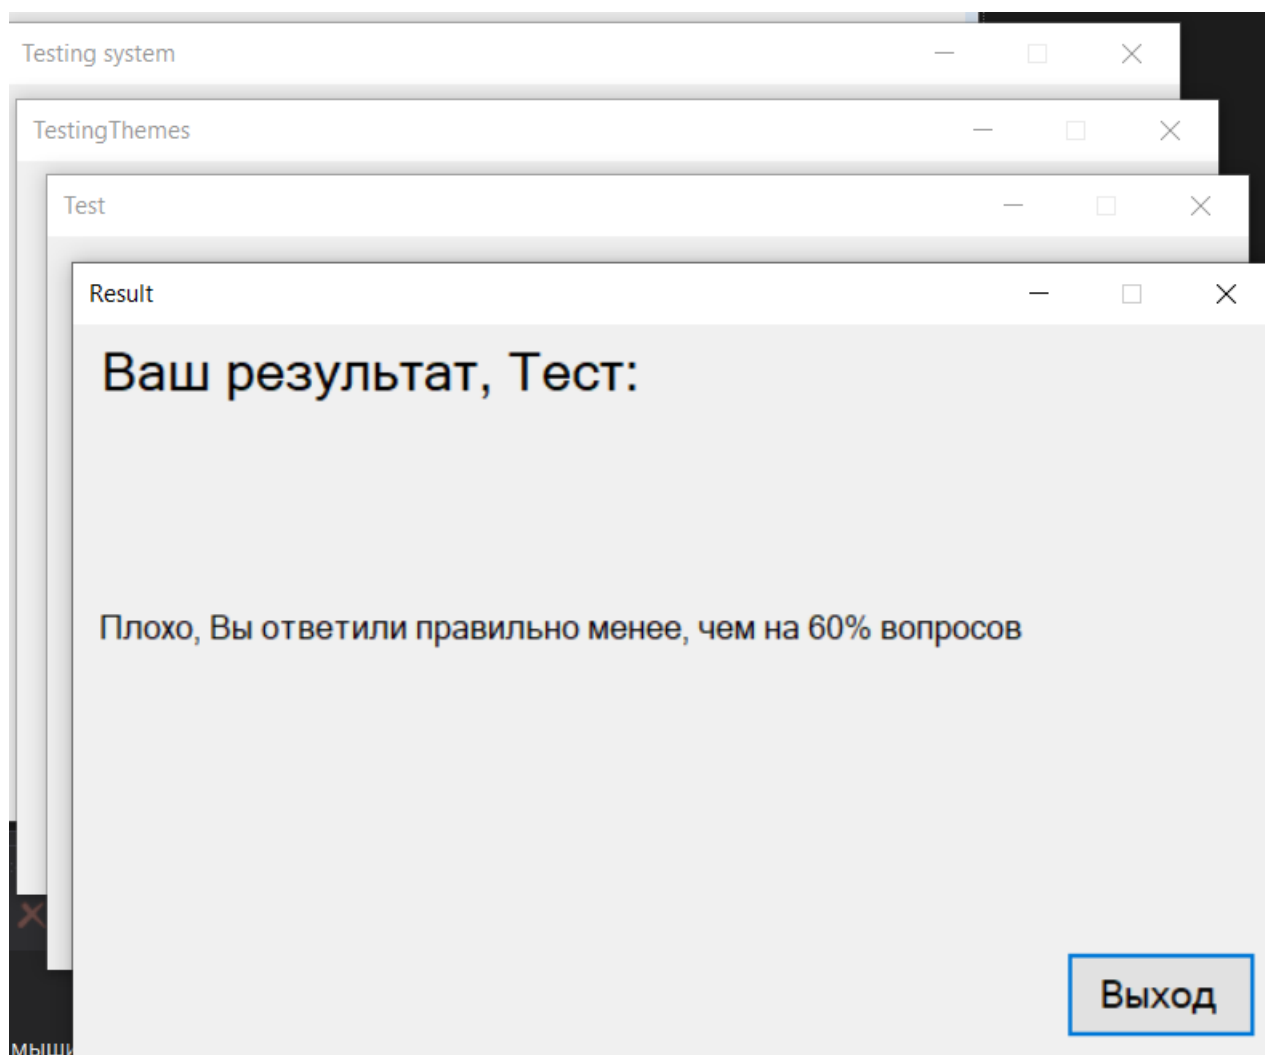 Testing system
TestingThemes
Test
Result
Ваш результат, Тест:
Плохо, Вы ответили правильно менее, чем на 60% вопросов
Выход